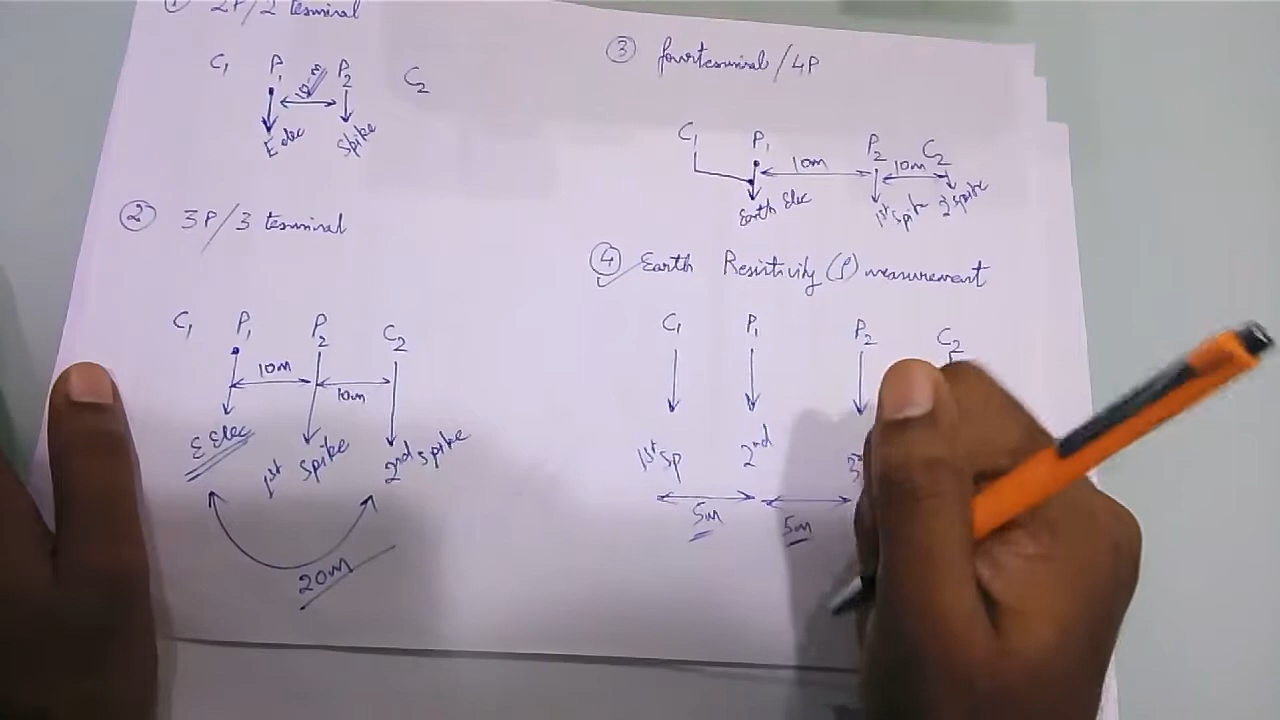 ① 2P/2 terminal
C₁ P₁ P₂ C₂
10m
E elec Spike
② 3P/3 terminal
C₁ P₁ P₂ C₂
10m 10m
E Elec 1st Spike 2nd Spike
20m
③ fourterminal/4P
C₁ P₁ P₂ C₂
10m 10m
Earth Elec 1st Spike 2 Spike
④ Earth Resistivity (ρ) measurement
C₁ P₁ P₂ C₂
1st Sp 2nd
5m 5m